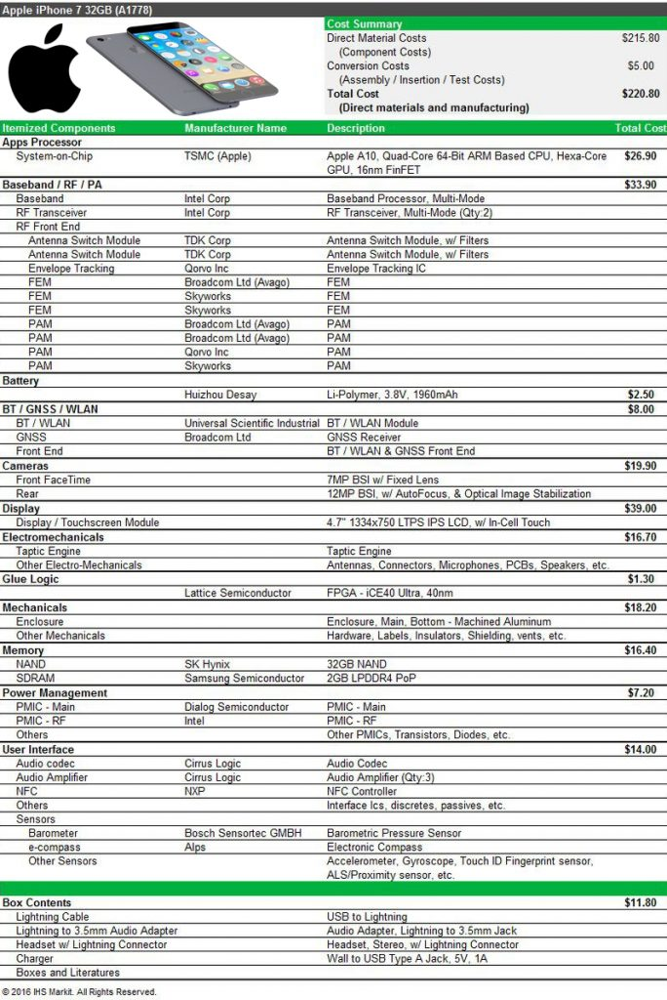 Apple iPhone 7 32GB (A1778)
Cost Summary
Direct Material Costs $215.80
(Component Costs)
Conversion Costs $5.00
(Assembly / Insertion / Test Costs)
Total Cost $220.80
(Direct materials and manufacturing)
Itemized Components Manufacturer Name Description Total Cost
Apps Processor
System-on-Chip TSMC (Apple) Apple A10, Quad-Core 64-Bit ARM Based CPU, Hexa-Core $26.90
GPU, 16nm FinFET
Baseband / RF / PA $33.90
Baseband Intel Corp Baseband Processor, Multi-Mode
RF Transceiver Intel Corp RF Transceiver, Multi-Mode (Qty:2)
RF Front End
Antenna Switch Module TDK Corp Antenna Switch Module, w/ Filters
Antenna Switch Module TDK Corp Antenna Switch Module, w/ Filters
Envelope Tracking Qorvo Inc Envelope Tracking IC
FEM Broadcom Ltd (Avago) FEM
FEM Skyworks FEM
FEM Skyworks FEM
PAM Broadcom Ltd (Avago) PAM
PAM Broadcom Ltd (Avago) PAM
PAM Qorvo Inc PAM
PAM Skyworks PAM
Battery
Huizhou Desay Li-Polymer, 3.8V, 1960mAh $2.50
BT / GNSS / WLAN $8.00
BT / WLAN Universal Scientific Industrial BT / WLAN Module
GNSS Broadcom Ltd GNSS Receiver
Front End BT / WLAN & GNSS Front End
Cameras $19.90
Front FaceTime 7MP BSI w/ Fixed Lens
Rear 12MP BSI, w/ AutoFocus, & Optical Image Stabilization
Display $39.00
Display / Touchscreen Module 4.7" 1334x750 LTPS IPS LCD, w/ In-Cell Touch
Electromechanicals $16.70
Taptic Engine Taptic Engine
Other Electro-Mechanicals Antennas, Connectors, Microphones, PCBs, Speakers, etc.
Glue Logic $1.30
Lattice Semiconductor FPGA - iCE40 Ultra, 40nm
Mechanicals $18.20
Enclosure Enclosure, Main, Bottom - Machined Aluminum
Other Mechanicals Hardware, Labels, Insulators, Shielding, vents, etc.
Memory $16.40
NAND SK Hynix 32GB NAND
SDRAM Samsung Semiconductor 2GB LPDDR4 PoP
Power Management $7.20
PMIC - Main Dialog Semiconductor PMIC - Main
PMIC - RF Intel PMIC - RF
Others Other PMICs, Transistors, Diodes, etc.
User Interface $14.00
Audio codec Cirrus Logic Audio Codec
Audio Amplifier Cirrus Logic Audio Amplifier (Qty:3)
NFC NXP NFC Controller
Others Interface Ics, discretes, passives, etc.
Sensors
Barometer Bosch Sensortec GMBH Barometric Pressure Sensor
e-compass Alps Electronic Compass
Other Sensors Accelerometer, Gyroscope, Touch ID Fingerprint sensor,
ALS/Proximity sensor, etc.
Box Contents $11.80
Lightning Cable USB to Lightning
Lightning to 3.5mm Audio Adapter Audio Adapter, Lightning to 3.5mm Jack
Headset w/ Lightning Connector Headset, Stereo, w/ Lightning Connector
Charger Wall to USB Type A Jack, 5V, 1A
Boxes and Literatures
© 2016 IHS Markit. All Rights Reserved.